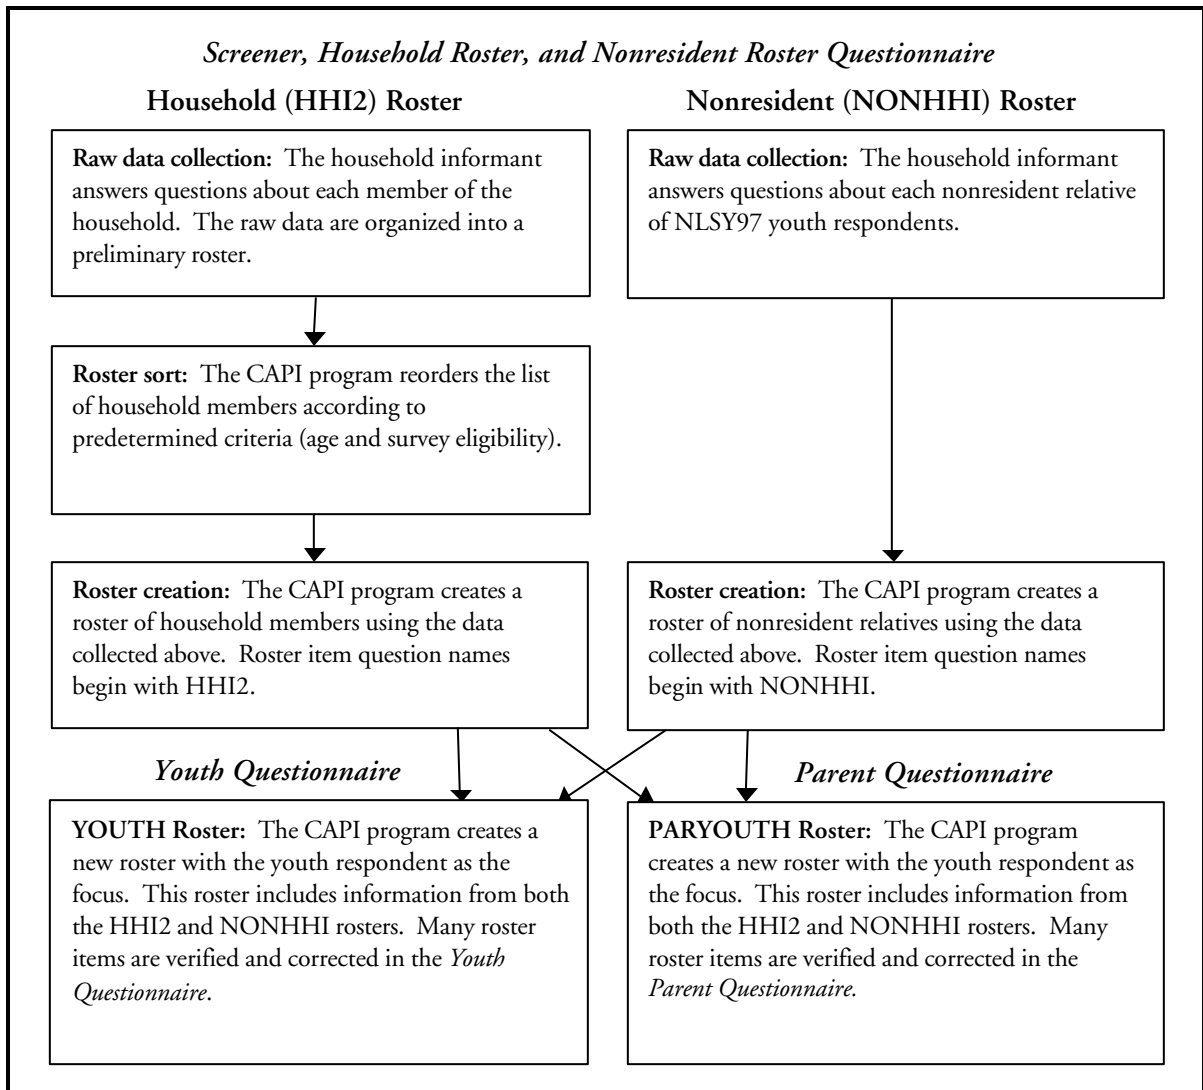 Screener, Household Roster, and Nonresident Roster Questionnaire
Household (HHI2) Roster
Nonresident (NONHHI) Roster
Raw data collection: The household informant
answers questions about each member of the
household. The raw data are organized into a
preliminary roster.
Raw data collection: The household informant
answers questions about each nonresident relative
of NLSY97 youth respondents.
Roster sort: The CAPI program reorders the list
of household members according to
predetermined criteria (age and survey eligibility).
Roster creation: The CAPI program creates a
roster of household members using the data
collected above. Roster item question names
begin with HHI2.
Roster creation: The CAPI program creates a
roster of nonresident relatives using the data
collected above. Roster item question names
begin with NONHHI.
Youth Questionnaire
Parent Questionnaire
YOUTH Roster: The CAPI program creates a
new roster with the youth respondent as the
focus. This roster includes information from both
the HHI2 and NONHHI rosters. Many roster
items are verified and corrected in the Youth
Questionnaire.
PARYOUTH Roster: The CAPI program
creates a new roster with the youth respondent as
the focus. This roster includes information from
both the HHI2 and NONHHI rosters. Many
roster items are verified and corrected in the
Parent Questionnaire.